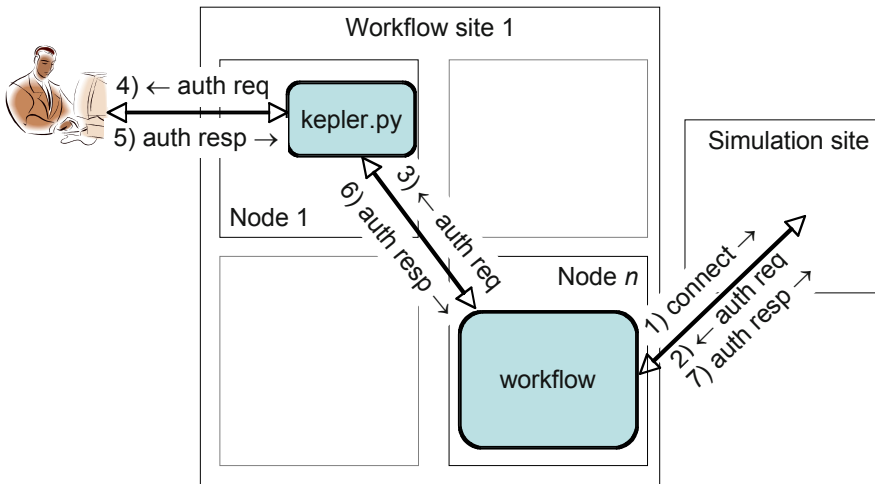 Workflow site 1
4) ← auth req
kepler.py
5) auth resp →
Simulation site
Node 1
3) ← auth req
6) auth resp →
Node n
1) connect →
2) ← auth req
7) auth resp →
workflow